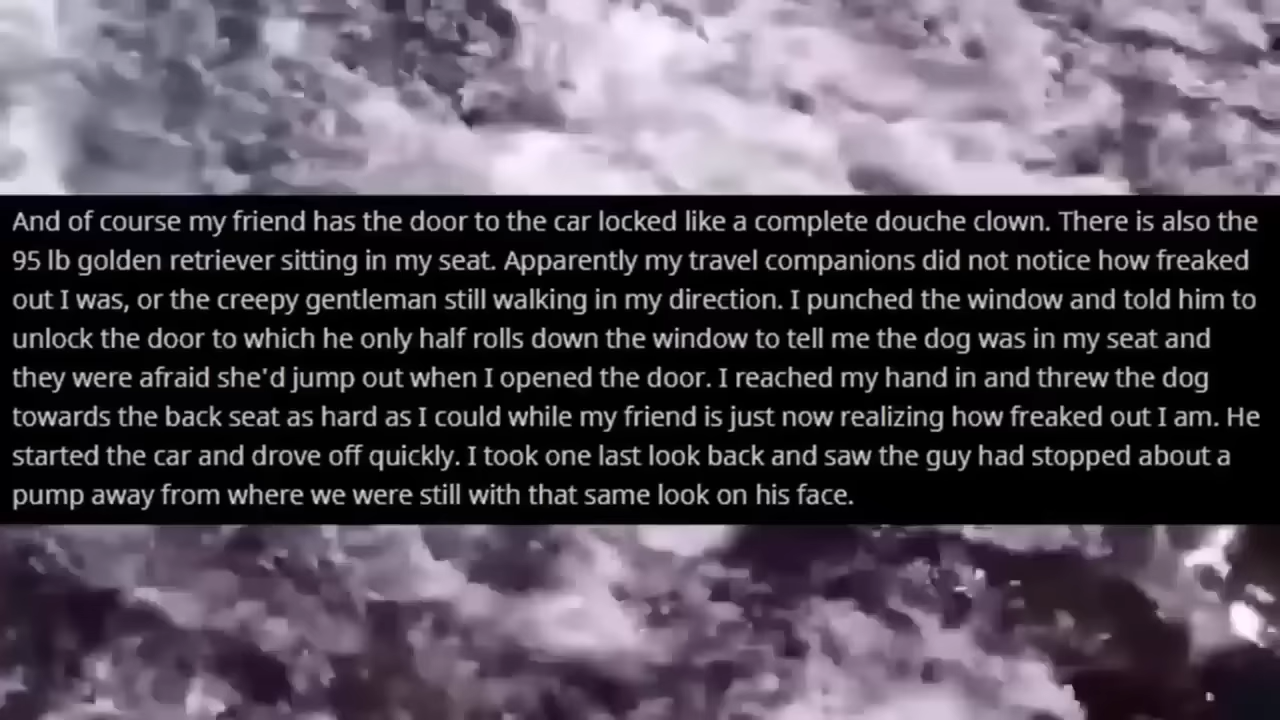 And of course my friend has the door to the car locked like a complete douche clown. There is also the
95 lb golden retriever sitting in my seat. Apparently my travel companions did not notice how freaked
out I was, or the creepy gentleman still walking in my direction. I punched the window and told him to
unlock the door to which he only half rolls down the window to tell me the dog was in my seat and
they were afraid she'd jump out when I opened the door. I reached my hand in and threw the dog
towards the back seat as hard as I could while my friend is just now realizing how freaked out I am. He
started the car and drove off quickly. I took one last look back and saw the guy had stopped about a
pump away from where we were still with that same look on his face.